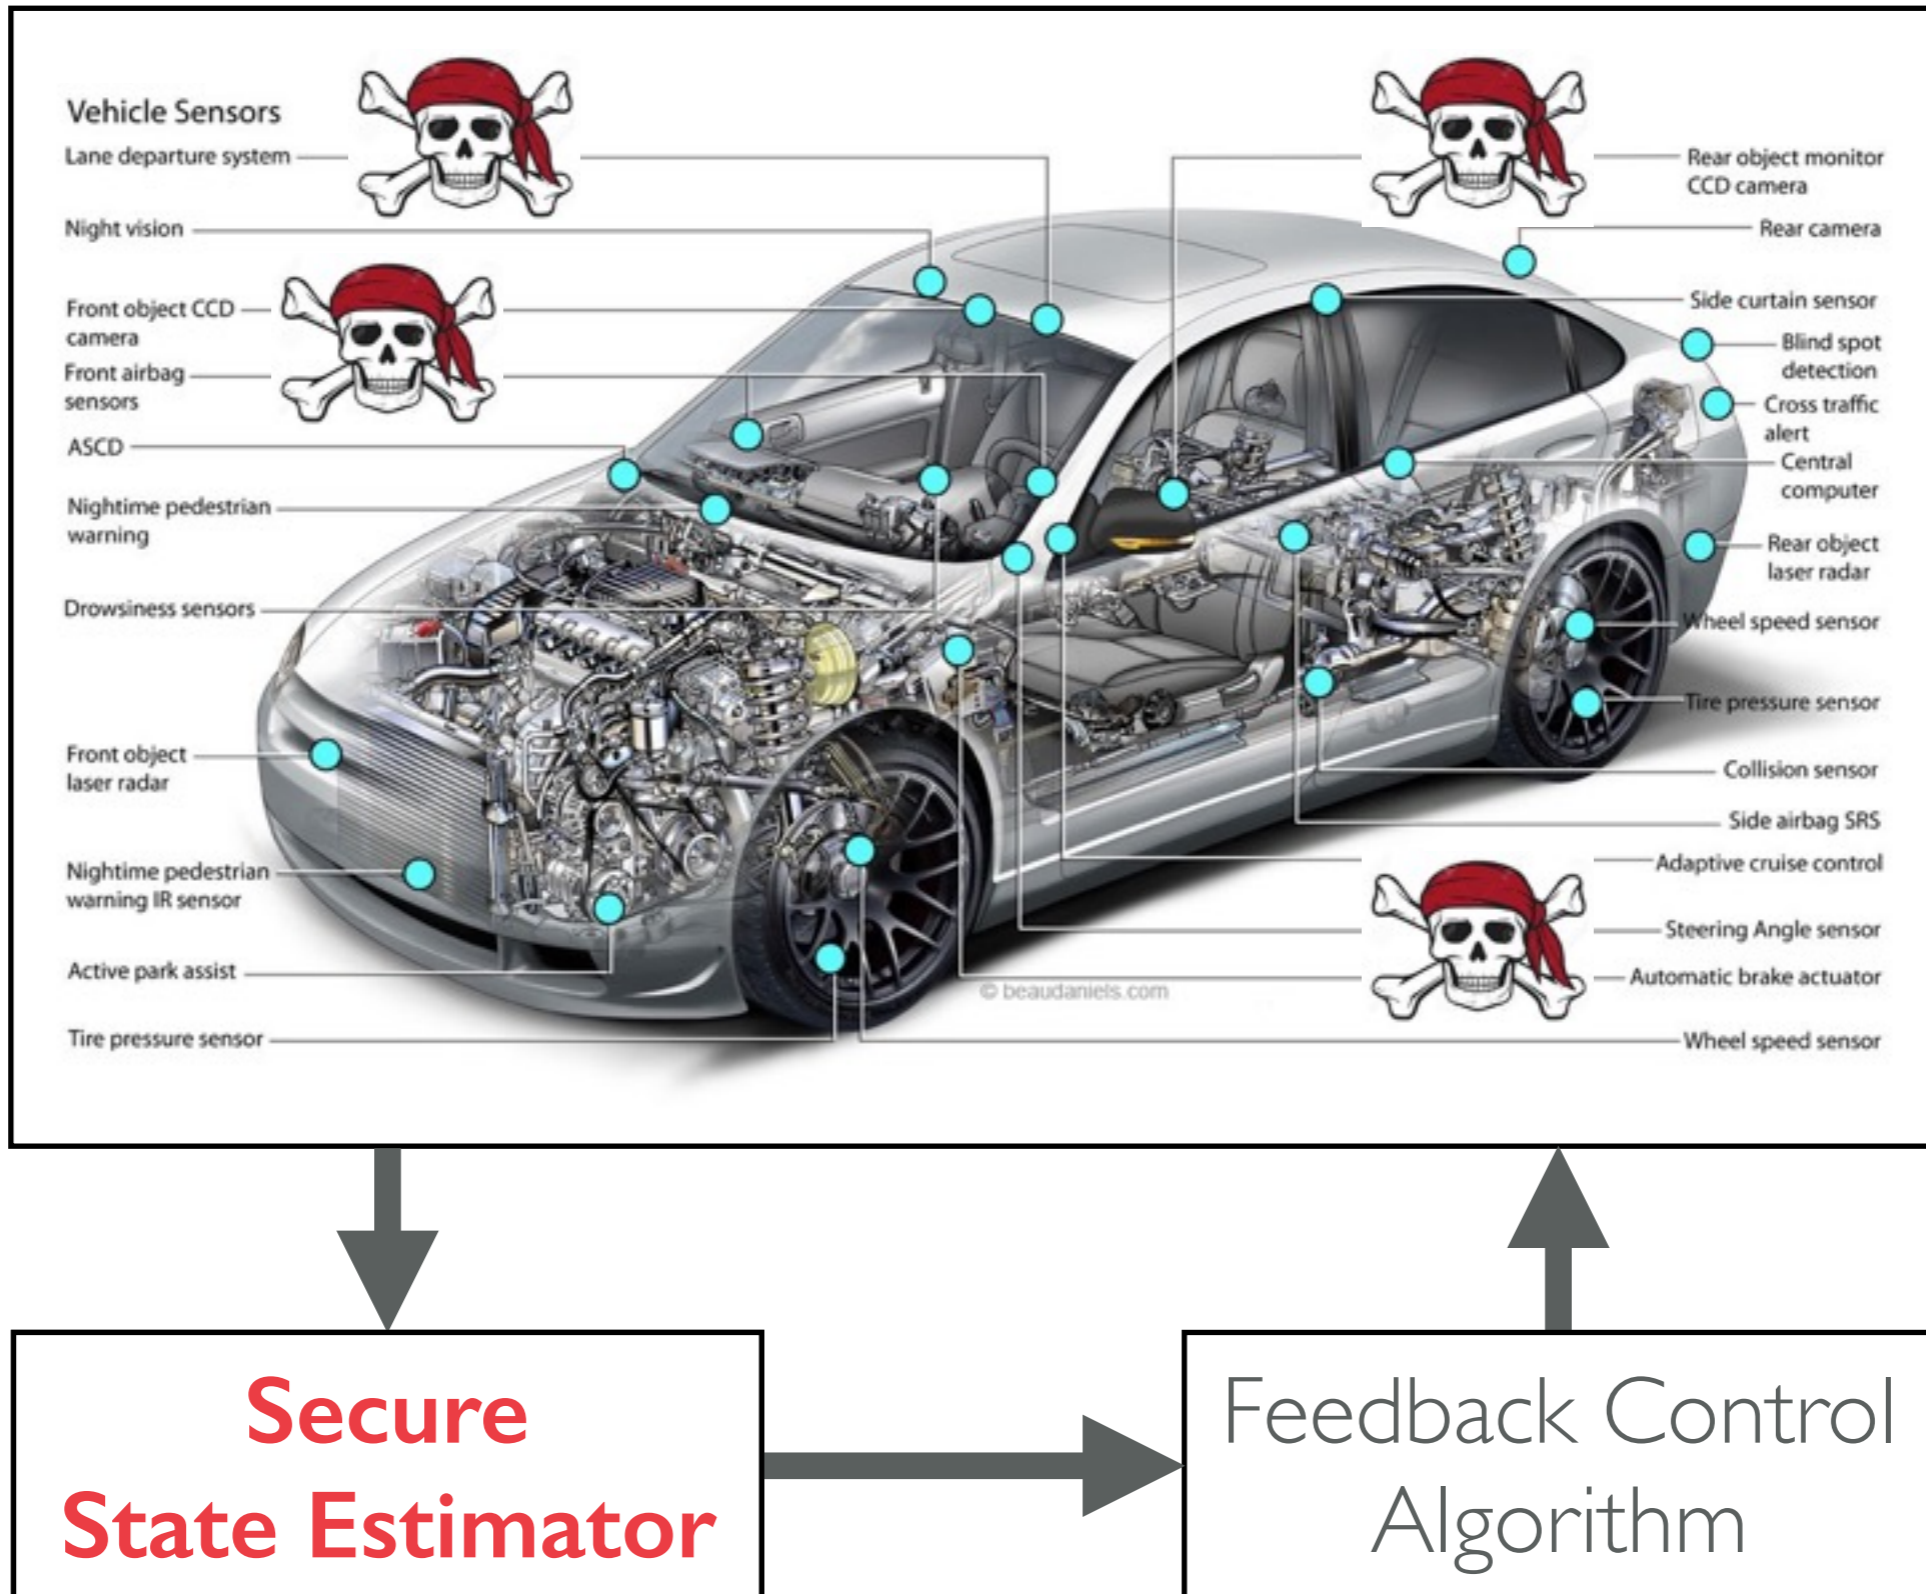 Vehicle Sensors
Lane departure system
Night vision
Front object CCD
camera
Front airbag
sensors
ASCD
Nightime pedestrian
warning
Drowsiness sensors
Front object
laser radar
Nightime pedestrian
warning IR sensor
Active park assist
Tire pressure sensor
Rear object monitor
CCD camera
Rear camera
Side curtain sensor
Blind spot
detection
Cross traffic
alert
Central
computer
Rear object
laser radar
Wheel speed sensor
Tire pressure sensor
Collision sensor
Side airbag SRS
Adaptive cruise control
Steering Angle sensor
Automatic brake actuator
Wheel speed sensor
© beaudaniels.com
Secure
State Estimator
Feedback Control
Algorithm